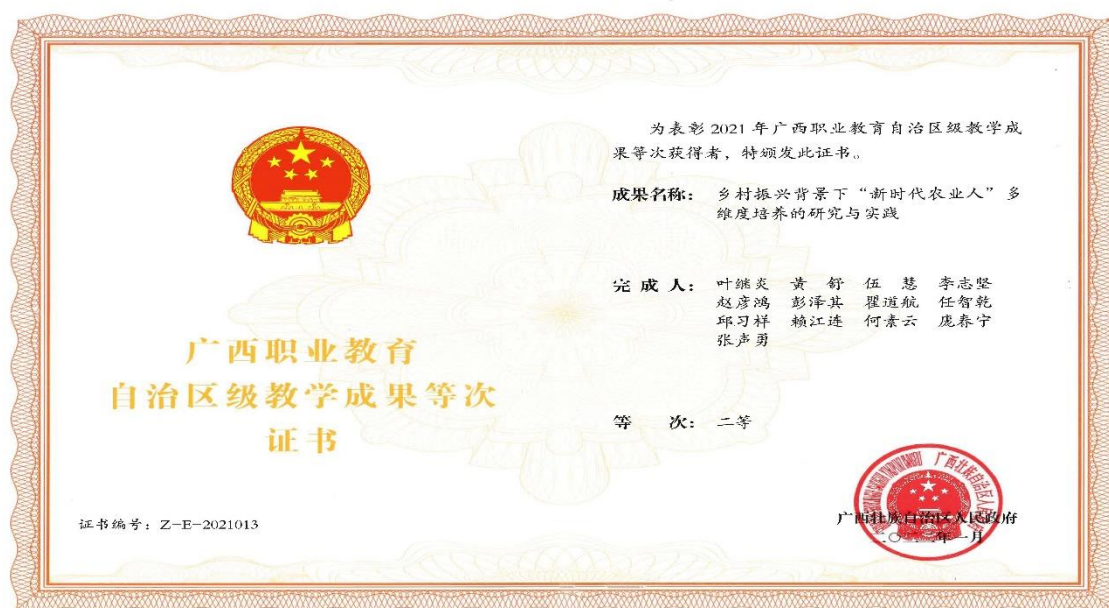 广西职业教育
自治区级教学成果等次
证书
证书编号：Z-E-2021013
为表彰 2021 年广西职业教育自治区级教学成
果等次获得者，特颁发此证书。
成果名称： 乡村振兴背景下“新时代农业人”多
维度培养的研究与实践
完 成 人： 叶继炎 黄 舒 伍 慧 李志坚
赵彦鸿 彭泽其 瞿道航 任智乾
邱习祥 赖江连 何素云 庞春宁
张声勇
等 次： 二等
广西壮族自治区人民政府
年一月